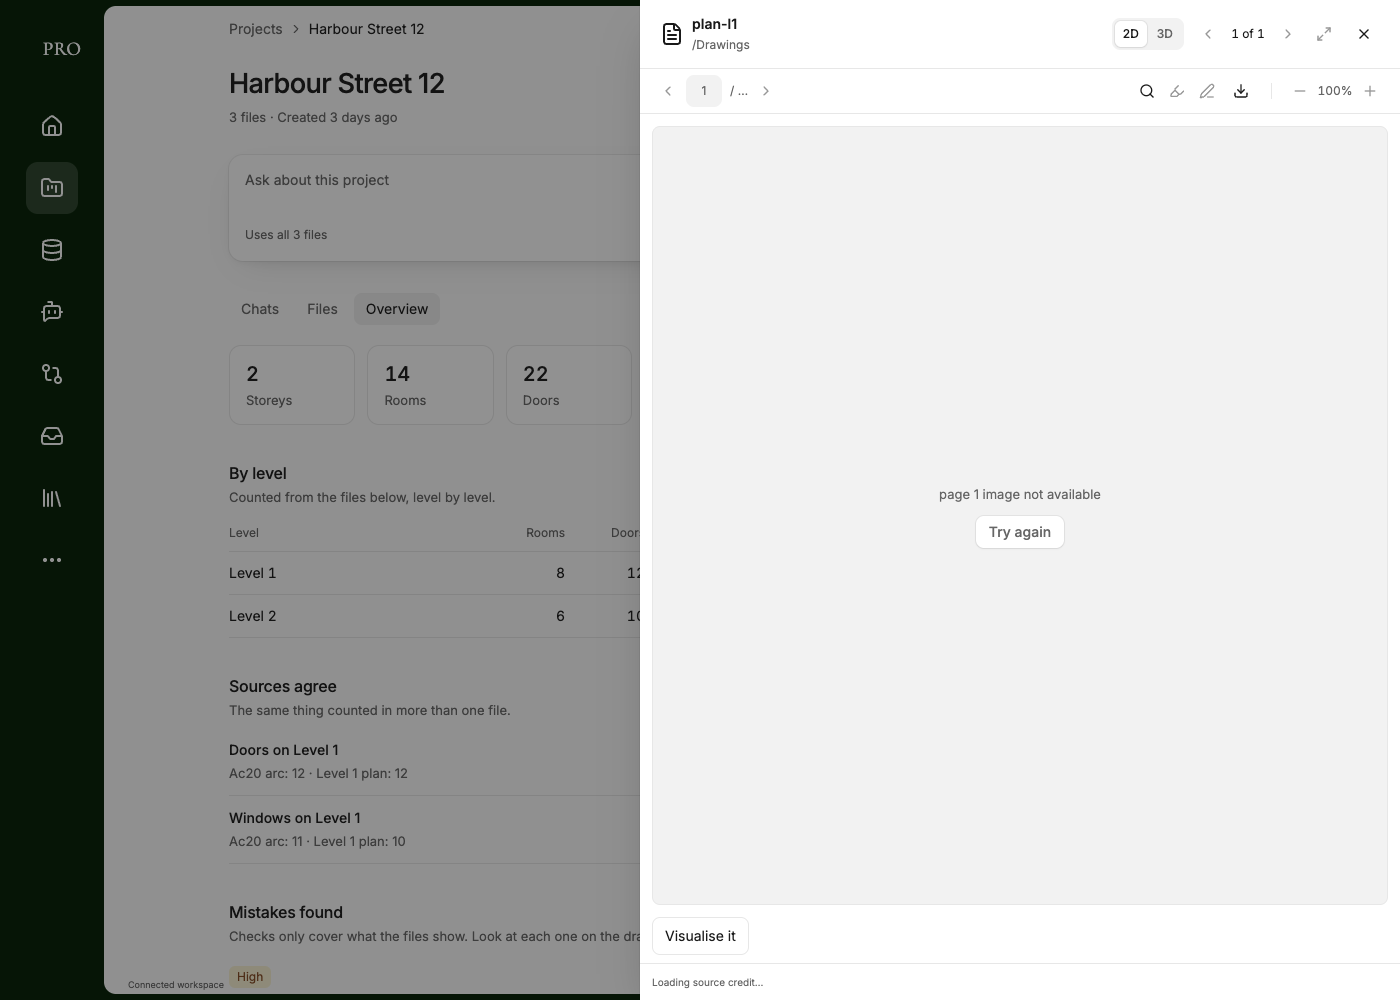 PRO
Projects > Harbour Street 12
Harbour Street 12
3 files · Created 3 days ago
Ask about this project
Uses all 3 files
Chats Files Overview
2
Storeys
14
Rooms
22
Doors
By level
Counted from the files below, level by level.
Level Rooms Door
Level 1 8 12
Level 2 6 10
Sources agree
The same thing counted in more than one file.
Doors on Level 1
Ac20 arc: 12 · Level 1 plan: 12
Windows on Level 1
Ac20 arc: 11 · Level 1 plan: 10
Mistakes found
Checks only cover what the files show. Look at each one on the
High
Connected workspace
plan-l1
/Drawings
2D 3D
1 of 1
1 / ...
100%
page 1 image not available
Try again
Visualise it
Loading source credit...